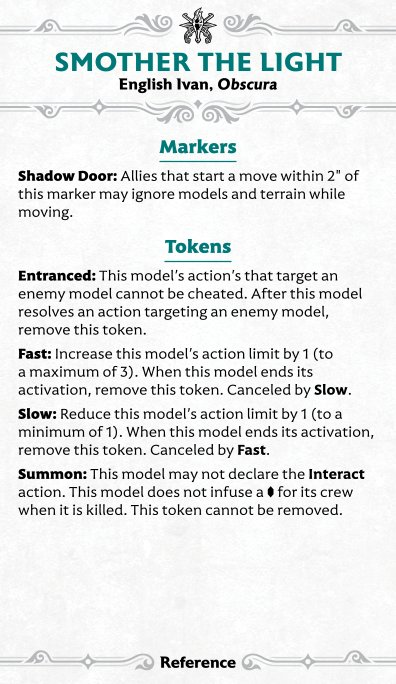 SMOTHER THE LIGHT
English Ivan, Obscura
Markers
Shadow Door: Allies that start a move within 2" of
this marker may ignore models and terrain while
moving.
Tokens
Entranced: This model's action's that target an
enemy model cannot be cheated. After this model
resolves an action targeting an enemy model,
remove this token.
Fast: Increase this model's action limit by 1 (to
a maximum of 3). When this model ends its
activation, remove this token. Canceled by Slow.
Slow: Reduce this model's action limit by 1 (to a
minimum of 1). When this model ends its activation,
remove this token. Canceled by Fast.
Summon: This model may not declare the Interact
action. This model does not infuse a for its crew
when it is killed. This token cannot be removed.
Reference